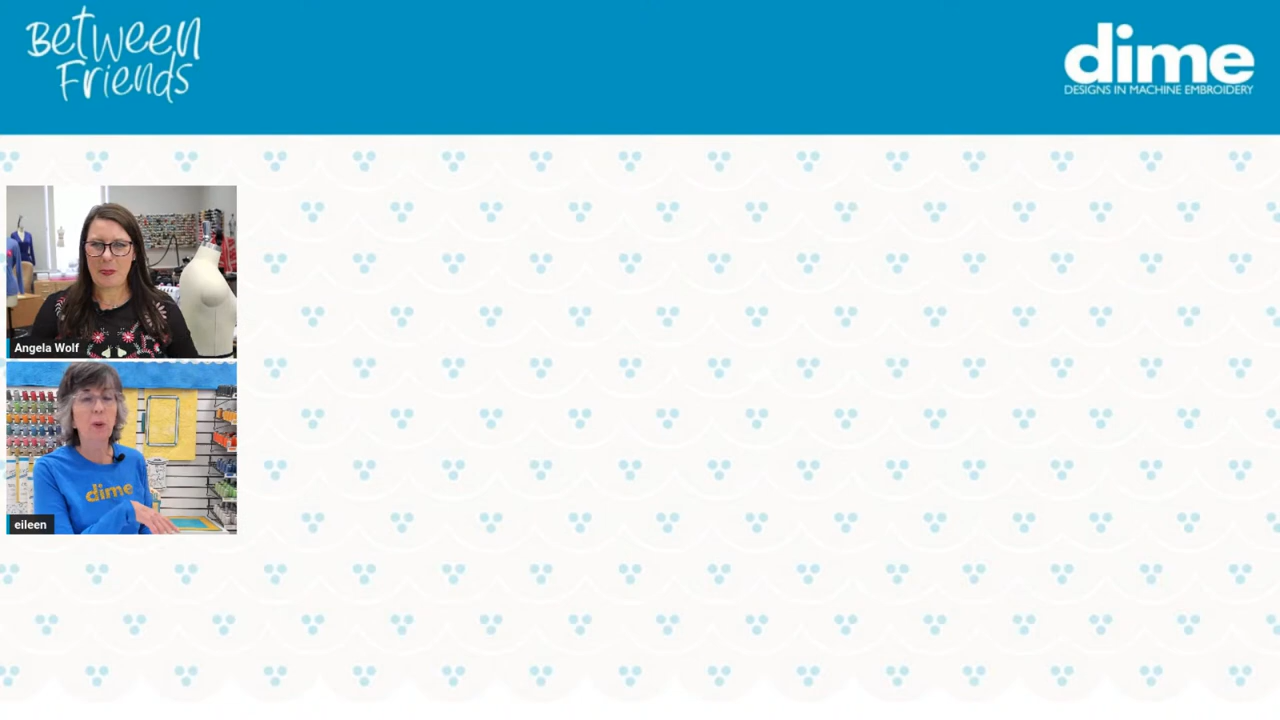 Between
Friends
dime
DESIGNS IN MACHINE EMBROIDERY
Angela Wolf
dime
eileen